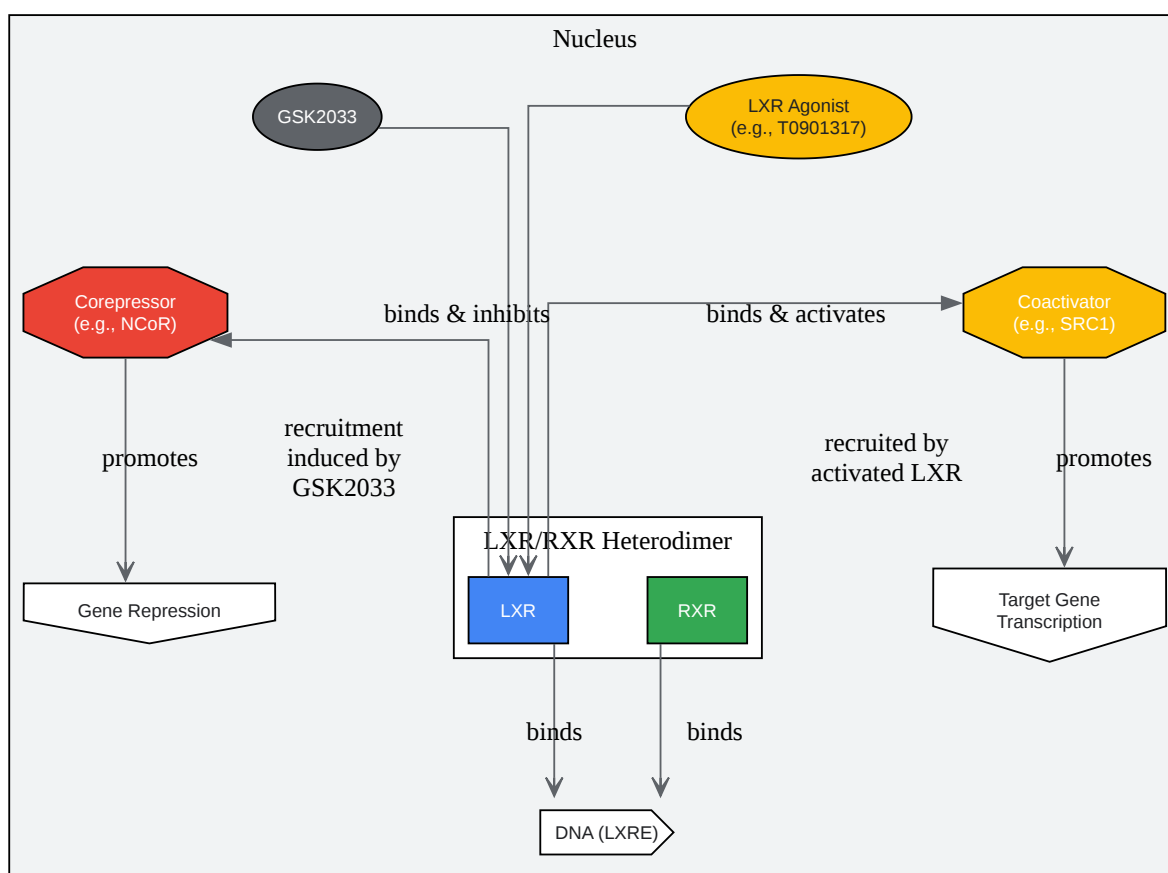 Nucleus
GSK2033
LXR Agonist
(e.g., T0901317)
Corepressor
(e.g., NCoR)
binds & inhibits
binds & activates
Coactivator
(e.g., SRC1)
promotes
recruitment
induced by
GSK2033
recruited by
activated LXR
promotes
LXR/RXR Heterodimer
Gene Repression
LXR
RXR
Target Gene
Transcription
binds
binds
DNA (LXRE)